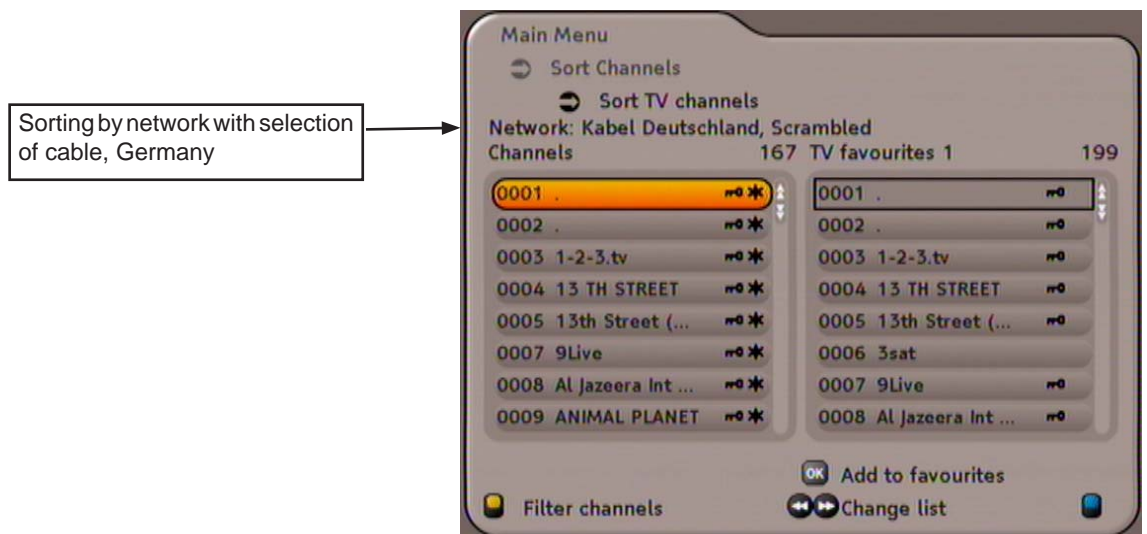 Main Menu
Sort Channels
Sort TV channels
Sorting by network with selection
of cable, Germany
Network: Kabel Deutschland, Scrambled
Channels 167 TV favourites 1 199
0001 . 0001 .
0002 . 0002 .
0003 1-2-3.tv 0003 1-2-3.tv
0004 13 TH STREET 0004 13 TH STREET
0005 13th Street (... 0005 13th Street (...
0007 9Live 0006 3sat
0008 Al Jazeera Int ... 0007 9Live
0009 ANIMAL PLANET 0008 Al Jazeera Int ...
OK Add to favourites
Filter channels Change list